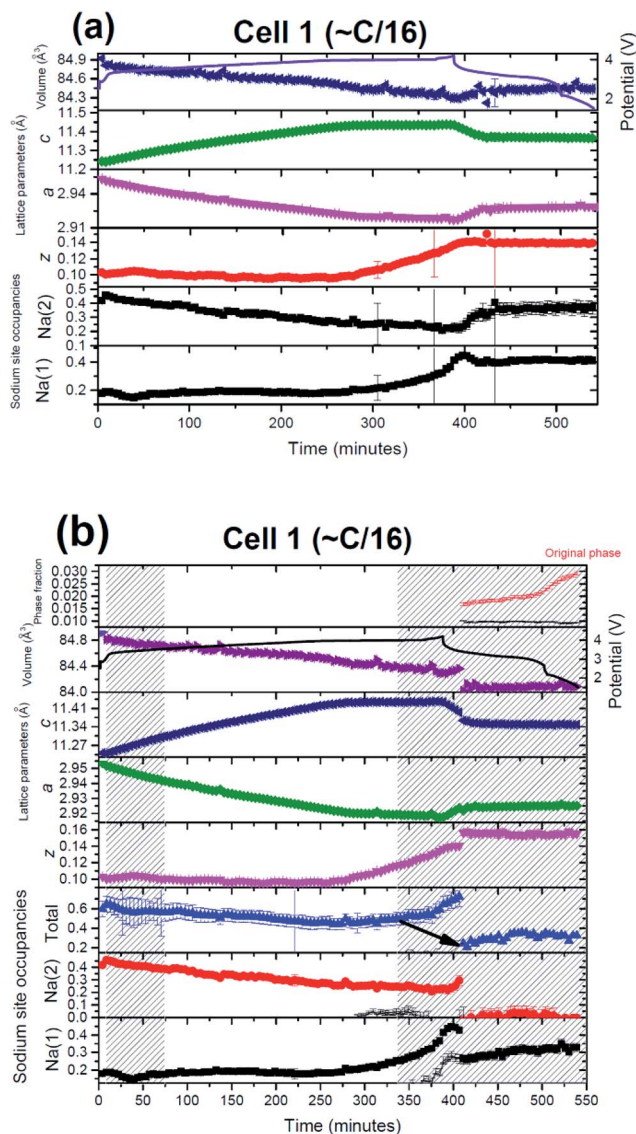 (a)
Cell 1 (~C/16)
Volume (Å³)
84.9
84.6
84.3
4
2
Potential (V)
Lattice parameters (Å)
c
11.5
11.4
11.2
a
2.94
2.91
z
0.14
0.10
Sodium site occupancies
Na(2)
0.5
0.4
0.3
0.2
Na(1)
0.4
0.2
0 100 200 300 400 500
Time (minutes)
(b)
Cell 1 (~C/16)
Original phase
Phase fraction
0.030
0.025
0.020
0.015
0.010
Volume (Å³)
84.8
84.4
84.0
4
3
2
Potential (V)
Lattice parameters (Å)
c
11.41
11.34
11.27
a
2.95
2.94
2.93
2.92
z
0.16
0.14
0.12
0.10
Sodium site occupancies
Total
0.6
0.4
0.2
Na(2)
0.4
0.3
0.2
0.1
0.0
Na(1)
0.4
0.3
0.2
0 50 100 150 200 250 300 350 400 450 500 550
Time (minutes)